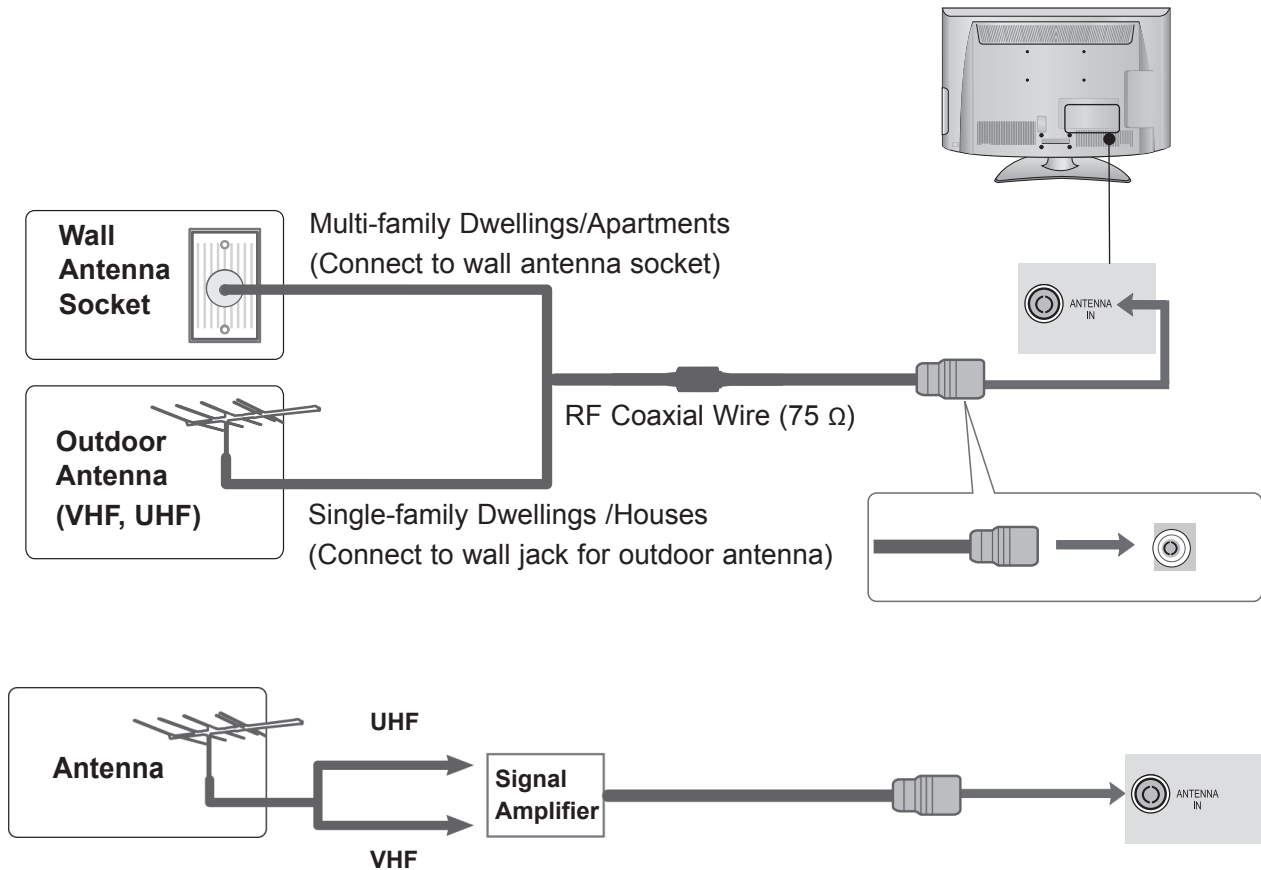 Wall
Antenna
Socket
Multi-family Dwellings/Apartments
(Connect to wall antenna socket)
ANTENNA
IN
RF Coaxial Wire (75 Ω)
Outdoor
Antenna
(VHF, UHF)
Single-family Dwellings /Houses
(Connect to wall jack for outdoor antenna)
Antenna
UHF
VHF
Signal
Amplifier
ANTENNA
IN